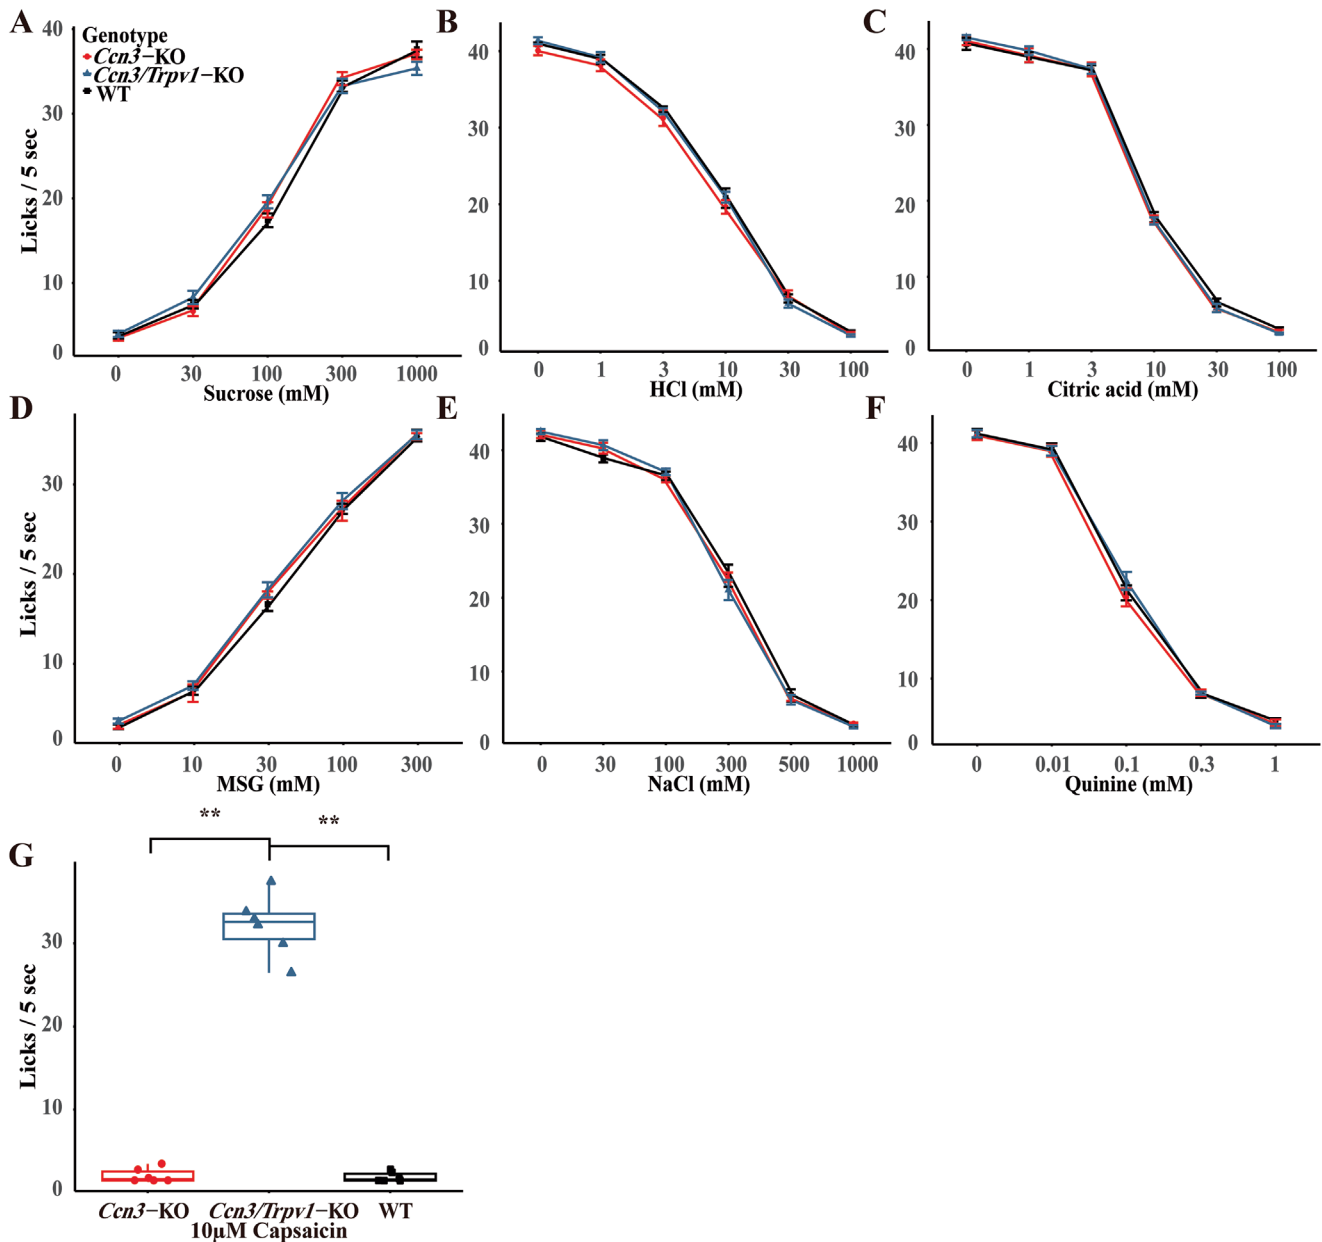 A
Genotype
Ccn3−KO
Ccn3/Trpv1−KO
WT
Licks / 5 sec
40
30
20
10
0
0 30 100 300 1000
Sucrose (mM)
B
40
30
20
10
0
0 1 3 10 30 100
HCl (mM)
C
40
30
20
10
0
0 1 3 10 30 100
Citric acid (mM)
D
Licks / 5 sec
30
20
10
0
0 10 30 100 300
MSG (mM)
E
40
30
20
10
0
0 30 100 300 500 1000
NaCl (mM)
F
40
30
20
10
0
0 0.01 0.1 0.3 1
Quinine (mM)
G
** **
Licks / 5 sec
30
20
10
0
Ccn3−KO Ccn3/Trpv1−KO WT
10μM Capsaicin